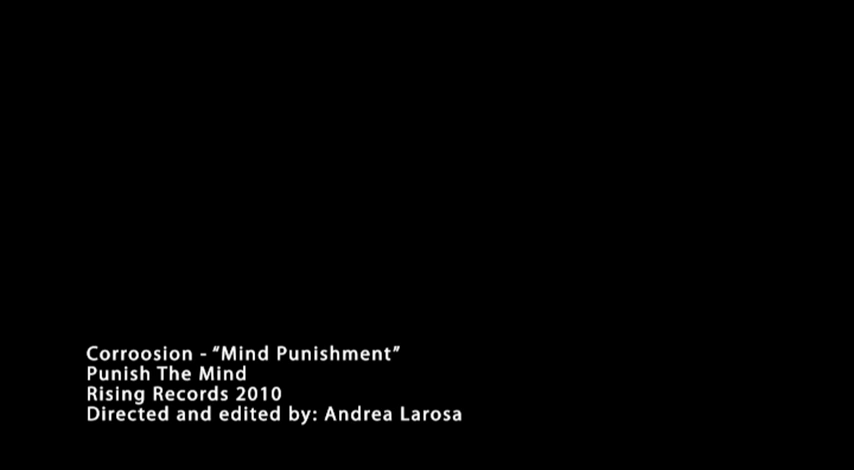 Corroosion - “Mind Punishment”
Punish The Mind
Rising Records 2010
Directed and edited by: Andrea Larosa